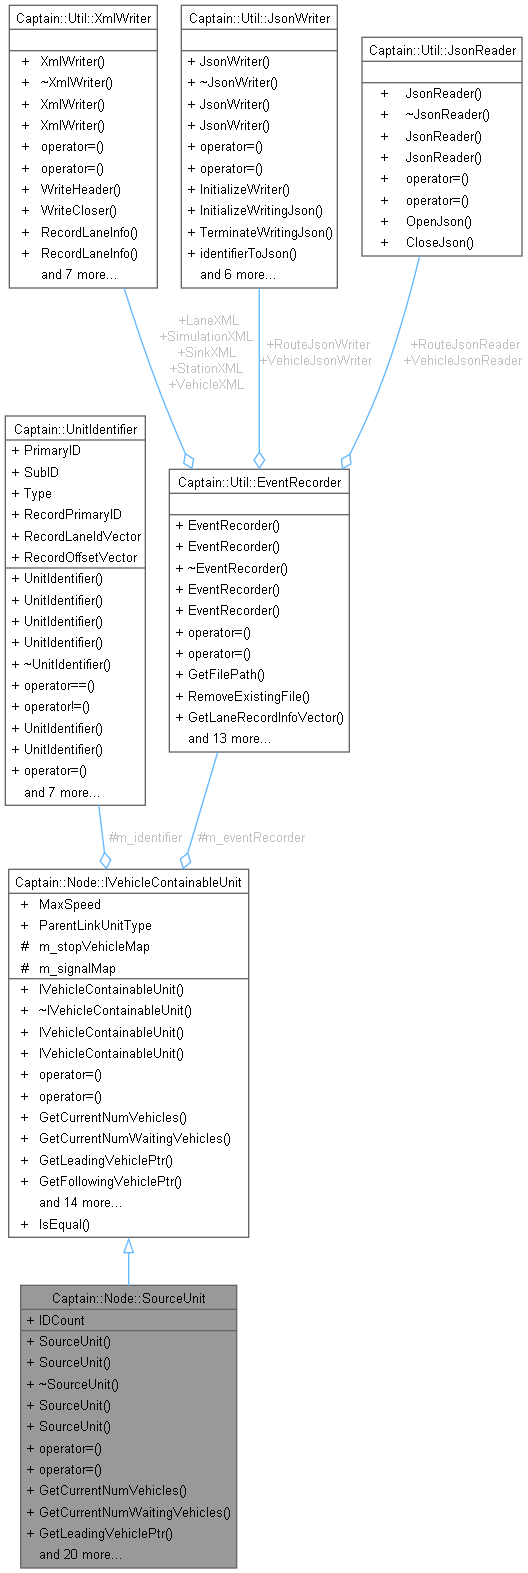 Captain::Util::XmlWriter
+ XmlWriter()
+ ~XmlWriter()
+ XmlWriter()
+ XmlWriter()
+ operator=()
+ operator=()
+ WriteHeader()
+ WriteCloser()
+ RecordLaneInfo()
+ RecordLaneInfo()
and 7 more...
Captain::Util::JsonWriter
+ JsonWriter()
+ ~JsonWriter()
+ JsonWriter()
+ JsonWriter()
+ operator=()
+ operator=()
+ InitializeWriter()
+ InitializeWritingJson()
+ TerminateWritingJson()
+ identifierToJson()
and 6 more...
Captain::Util::JsonReader
+ JsonReader()
+ ~JsonReader()
+ JsonReader()
+ JsonReader()
+ operator=()
+ operator=()
+ OpenJson()
+ CloseJson()
+LaneXML
+SimulationXML
+SinkXML
+StationXML
+VehicleXML
+RouteJsonWriter
+VehicleJsonWriter
+RouteJsonReader
+VehicleJsonReader
Captain::UnitIdentifier
+ PrimaryID
+ SubID
+ Type
+ RecordPrimaryID
+ RecordLaneIdVector
+ RecordOffsetVector
+ UnitIdentifier()
+ UnitIdentifier()
+ UnitIdentifier()
+ UnitIdentifier()
+ ~UnitIdentifier()
+ operator==()
+ operator!=()
+ UnitIdentifier()
+ UnitIdentifier()
+ operator=()
and 7 more...
Captain::Util::EventRecorder
+ EventRecorder()
+ EventRecorder()
+ ~EventRecorder()
+ EventRecorder()
+ EventRecorder()
+ operator=()
+ operator=()
+ GetFilePath()
+ RemoveExistingFile()
+ GetLaneRecordInfoVector()
and 13 more...
#m_identifier
#m_eventRecorder
Captain::Node::IVehicleContainableUnit
+ MaxSpeed
+ ParentLinkUnitType
# m_stopVehicleMap
# m_signalMap
+ IVehicleContainableUnit()
+ ~IVehicleContainableUnit()
+ IVehicleContainableUnit()
+ IVehicleContainableUnit()
+ operator=()
+ operator=()
+ GetCurrentNumVehicles()
+ GetCurrentNumWaitingVehicles()
+ GetLeadingVehiclePtr()
+ GetFollowingVehiclePtr()
and 14 more...
+ IsEqual()
Captain::Node::SourceUnit
+ IDCount
+ SourceUnit()
+ SourceUnit()
+ ~SourceUnit()
+ SourceUnit()
+ SourceUnit()
+ operator=()
+ operator=()
+ GetCurrentNumVehicles()
+ GetCurrentNumWaitingVehicles()
+ GetLeadingVehiclePtr()
and 20 more...